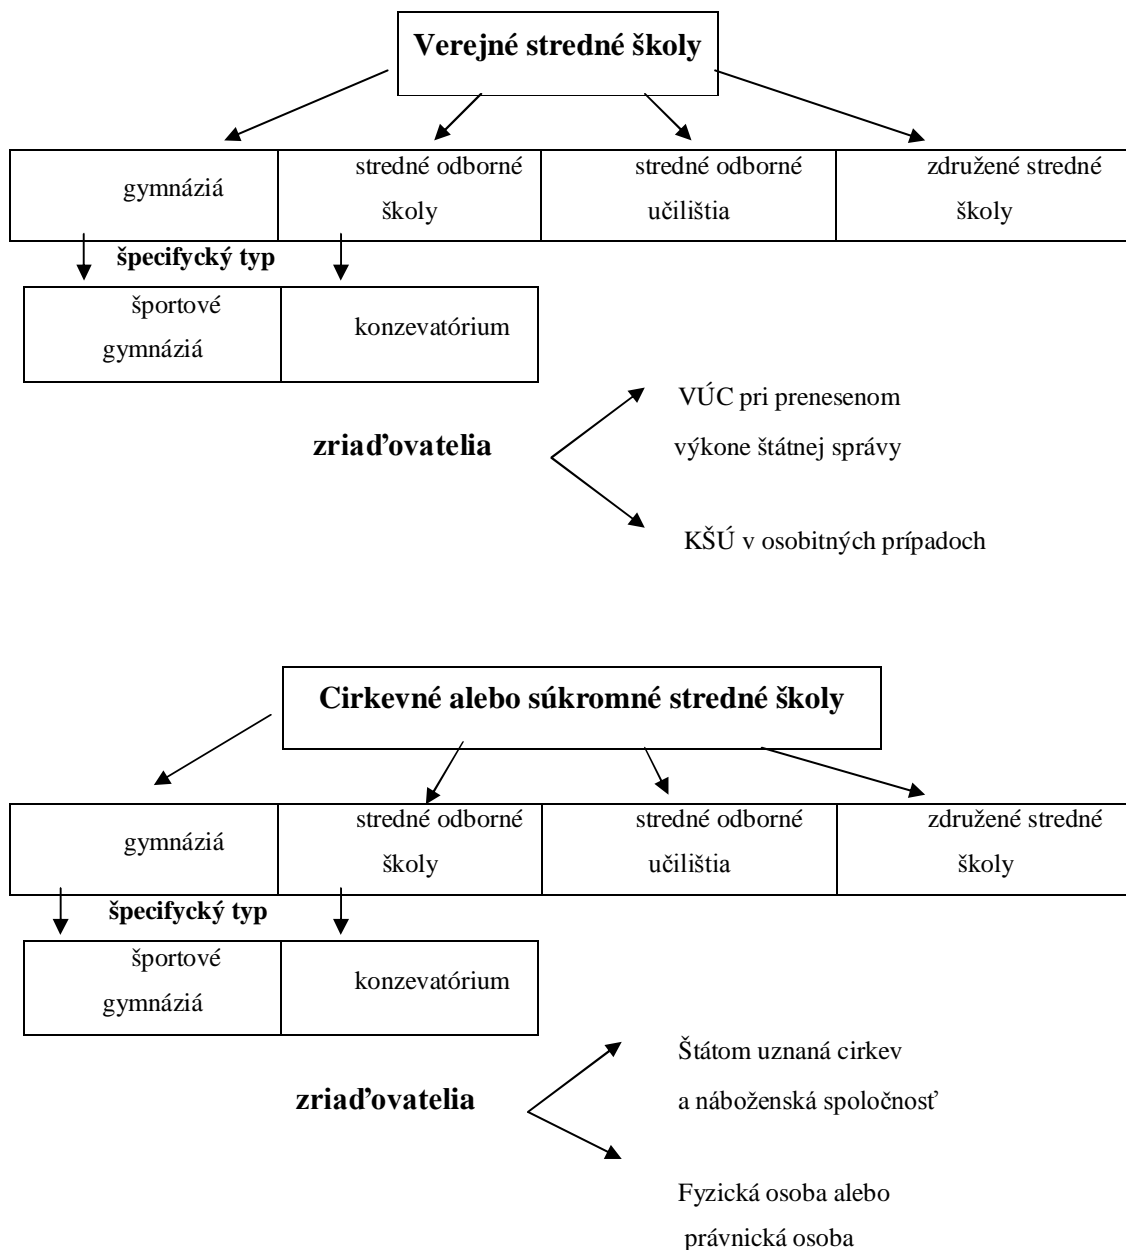 Verejné stredné školy
gymnáziá
stredné odborné
školy
stredné odborné
učilištia
združené stredné
školy
špecifycký typ
športové
gymnáziá
konzevatórium
zriaďovatelia
VÚC pri prenesenom
výkone štátnej správy
KŠÚ v osobitných prípadoch
Cirkevné alebo súkromné stredné školy
gymnáziá
stredné odborné
školy
stredné odborné
učilištia
združené stredné
školy
špecifycký typ
športové
gymnáziá
konzevatórium
zriaďovatelia
Štátom uznaná cirkev
a náboženská spoločnosť
Fyzická osoba alebo
právnická osoba